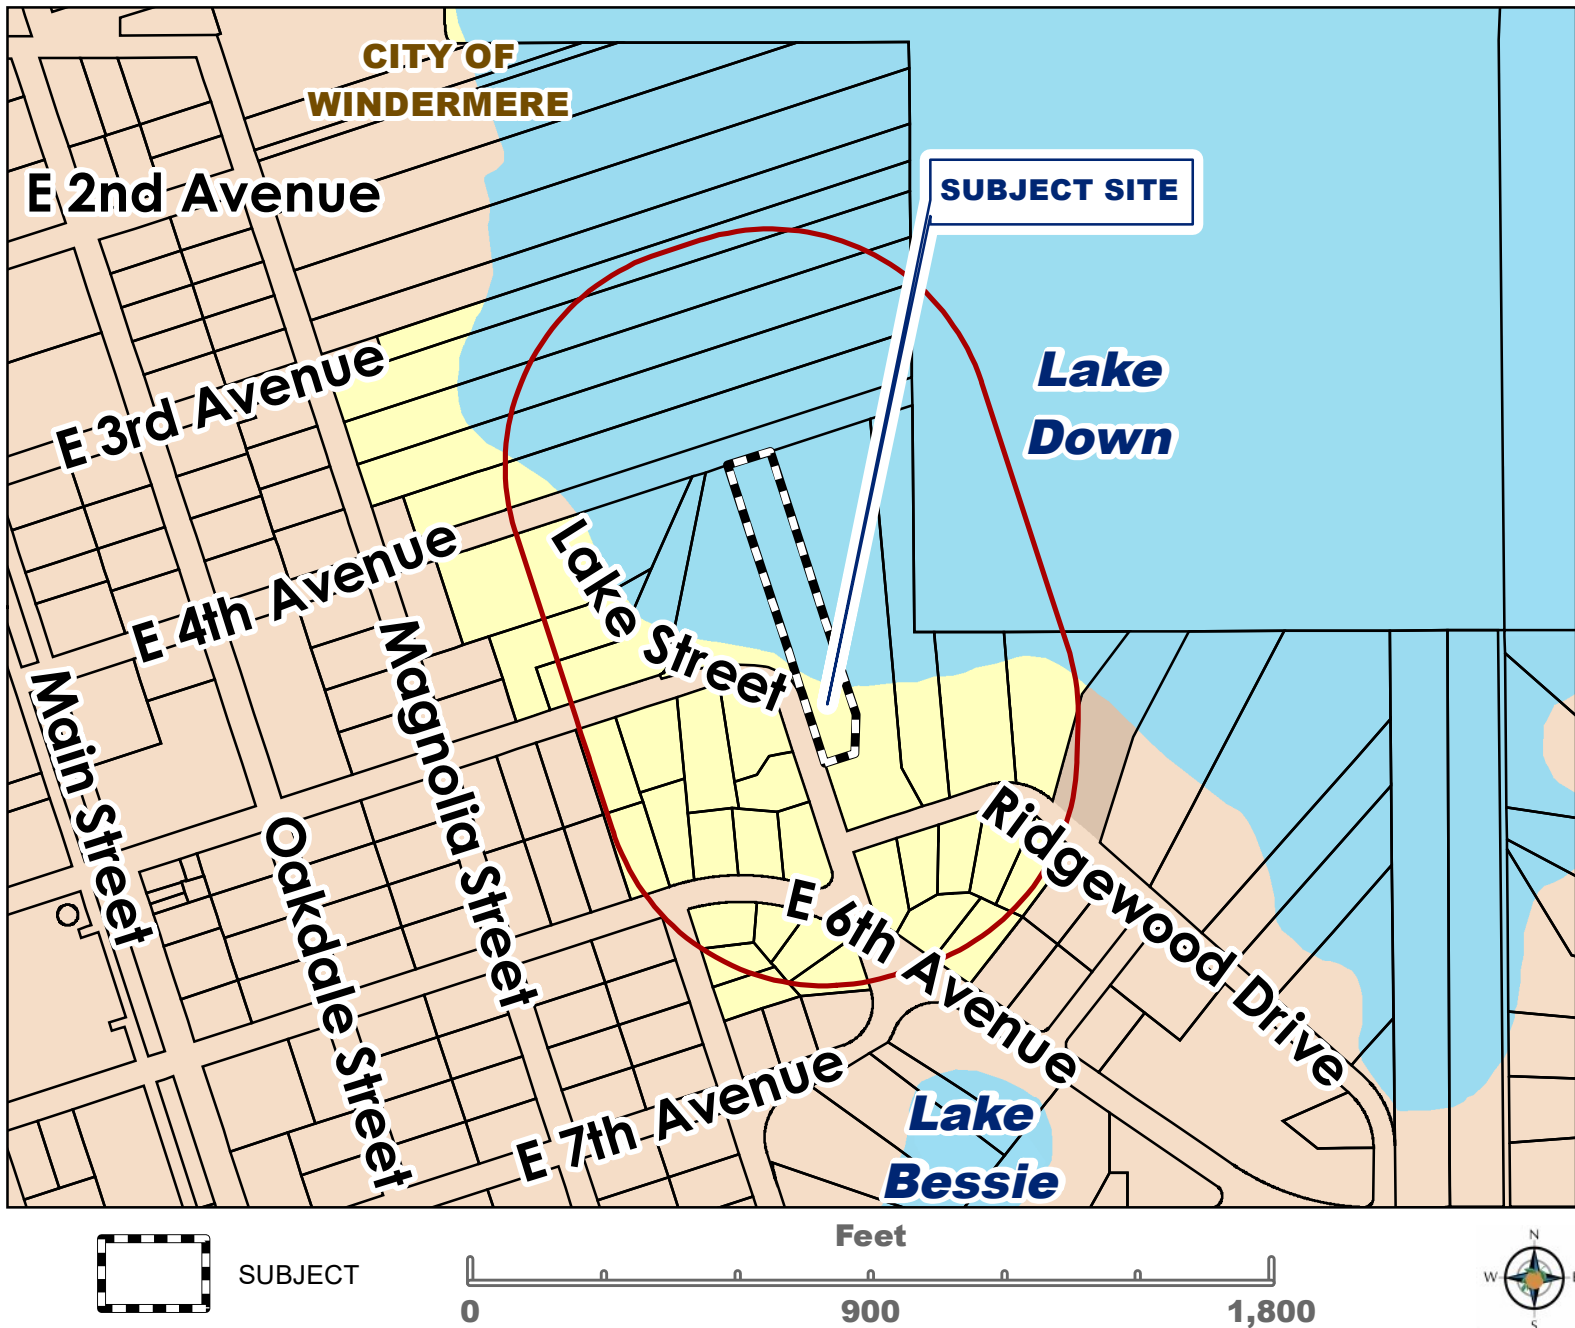 CITY OF
WINDERMERE
E 2nd Avenue
SUBJECT SITE
E 3rd Avenue
Lake
Down
E 4th Avenue
Lake Street
Main Street
Magnolia Street
Oakdale Street
Ridgewood Drive
E 6th Avenue
E 7th Avenue
Lake
Bessie
SUBJECT
Feet
0 900 1,800
N
W E
S